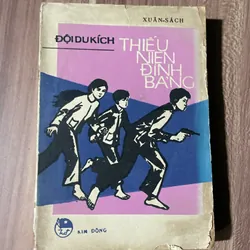 XUÂN-SÁCH
ĐỘI DU KÍCH
THIẾU
NIÊN
ĐÌNH
BẢNG
KIM ĐỒNG